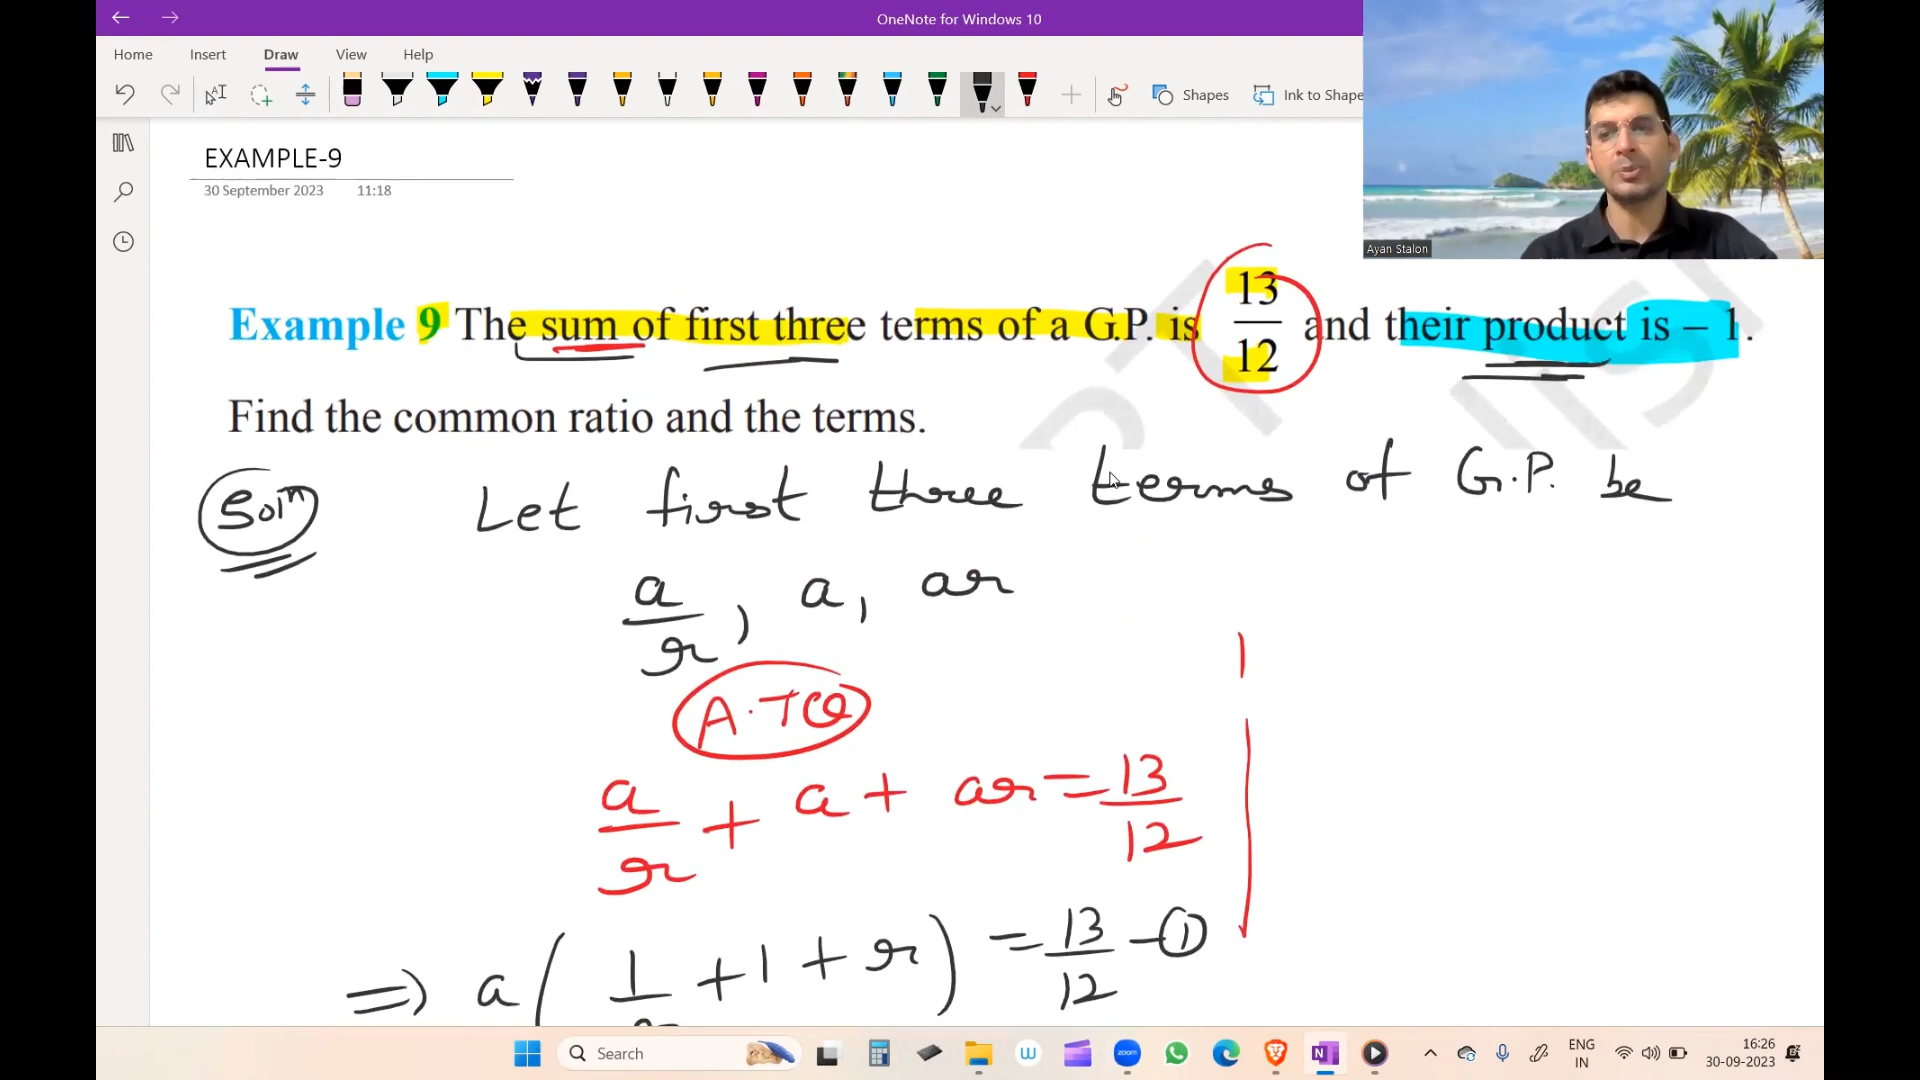 OneNote for Windows 10
Home Insert Draw View Help
Shapes Ink to Shape
EXAMPLE-9
30 September 2023 11:18
Ayan Stalon
Example 9 The sum of first three terms of a G.P. is 13/12 and their product is – 1.
Find the common ratio and the terms.
Soln Let first three terms of G.P. be
a/r, a, ar
A.TQ
a/r + a + ar = 13/12
⇒ a(1/r + 1 + r) = 13/12 – ①
Search
zoom
ENG
IN
16:26
30-09-2023